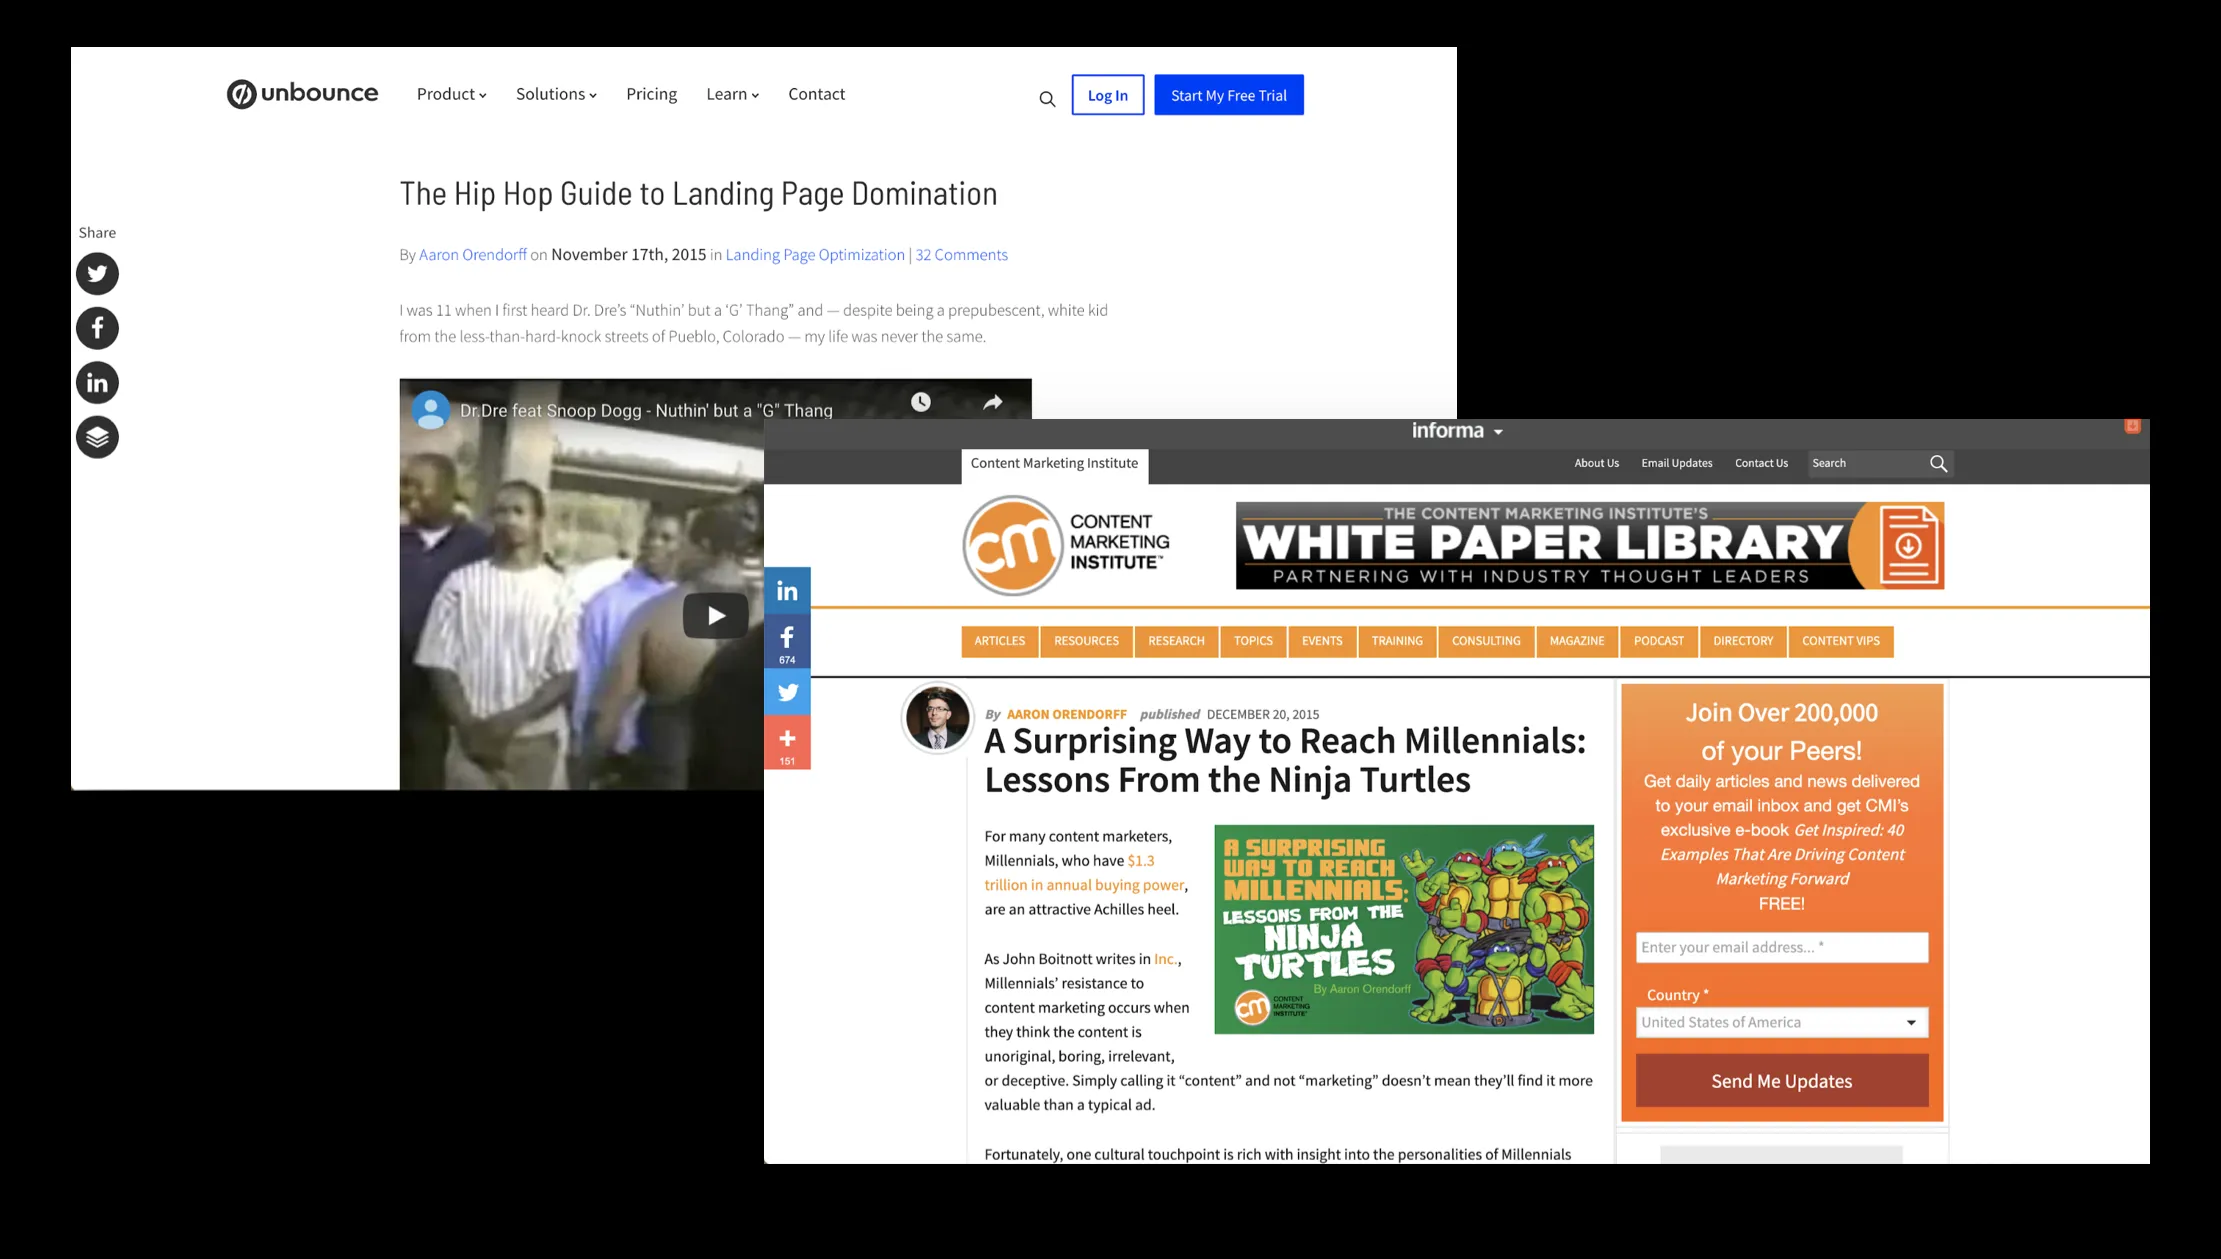 unbounce
Product
Solutions
Pricing
Learn
Contact
Log In
Start My Free Trial
The Hip Hop Guide to Landing Page Domination
By Aaron Orendorff on November 17th, 2015 in Landing Page Optimization | 32 Comments
I was 11 when I first heard Dr. Dre’s “Nuthin’ but a ‘G’ Thang” and — despite being a prepubescent, white kid
from the less-than-hard-knock streets of Pueblo, Colorado — my life was never the same.
Share
Dr.Dre feat Snoop Dogg - Nuthin' but a "G" Thang
informa
Content Marketing Institute
About Us
Email Updates
Contact Us
Search
cm
CONTENT
MARKETING
INSTITUTE™
THE CONTENT MARKETING INSTITUTE'S
WHITE PAPER LIBRARY
PARTNERING WITH INDUSTRY THOUGHT LEADERS
in
f
674
151
ARTICLES
RESOURCES
RESEARCH
TOPICS
EVENTS
TRAINING
CONSULTING
MAGAZINE
PODCAST
DIRECTORY
CONTENT VIPS
By AARON ORENDORFF published DECEMBER 20, 2015
A Surprising Way to Reach Millennials:
Lessons From the Ninja Turtles
For many content marketers,
Millennials, who have $1.3
trillion in annual buying power,
are an attractive Achilles heel.
As John Boitnott writes in Inc.,
Millennials’ resistance to
content marketing occurs when
they think the content is
unoriginal, boring, irrelevant,
or deceptive. Simply calling it “content” and not “marketing” doesn’t mean they’ll find it more
valuable than a typical ad.
Fortunately, one cultural touchpoint is rich with insight into the personalities of Millennials
A SURPRISING
WAY TO REACH
MILLENNIALS:
LESSONS FROM THE
NINJA
TURTLES
By Aaron Orendorff
cm
CONTENT
MARKETING
INSTITUTE™
Join Over 200,000
of your Peers!
Get daily articles and news delivered
to your email inbox and get CMI's
exclusive e-book Get Inspired: 40
Examples That Are Driving Content
Marketing Forward
FREE!
Enter your email address... *
Country *
United States of America
Send Me Updates